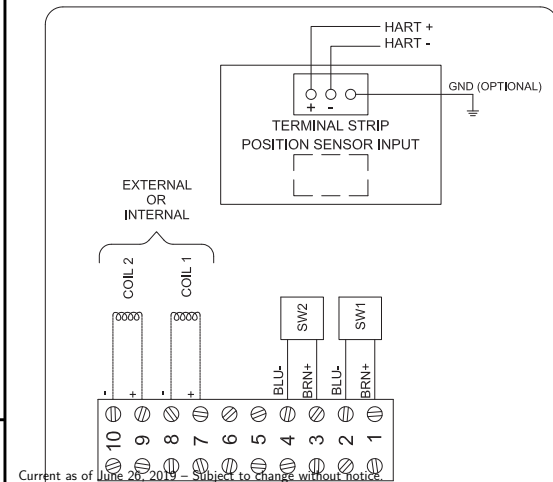 HART +
HART -
GND (OPTIONAL)
+ -
TERMINAL STRIP
POSITION SENSOR INPUT
EXTERNAL
OR
INTERNAL
COIL 2
COIL 1
SW2
SW1
- + - +
BLU-
BRN+
BLU-
BRN+
10 9 8 7 6 5 4 3 2 1
Current as of June 26, 2019 – Subject to change without notice.